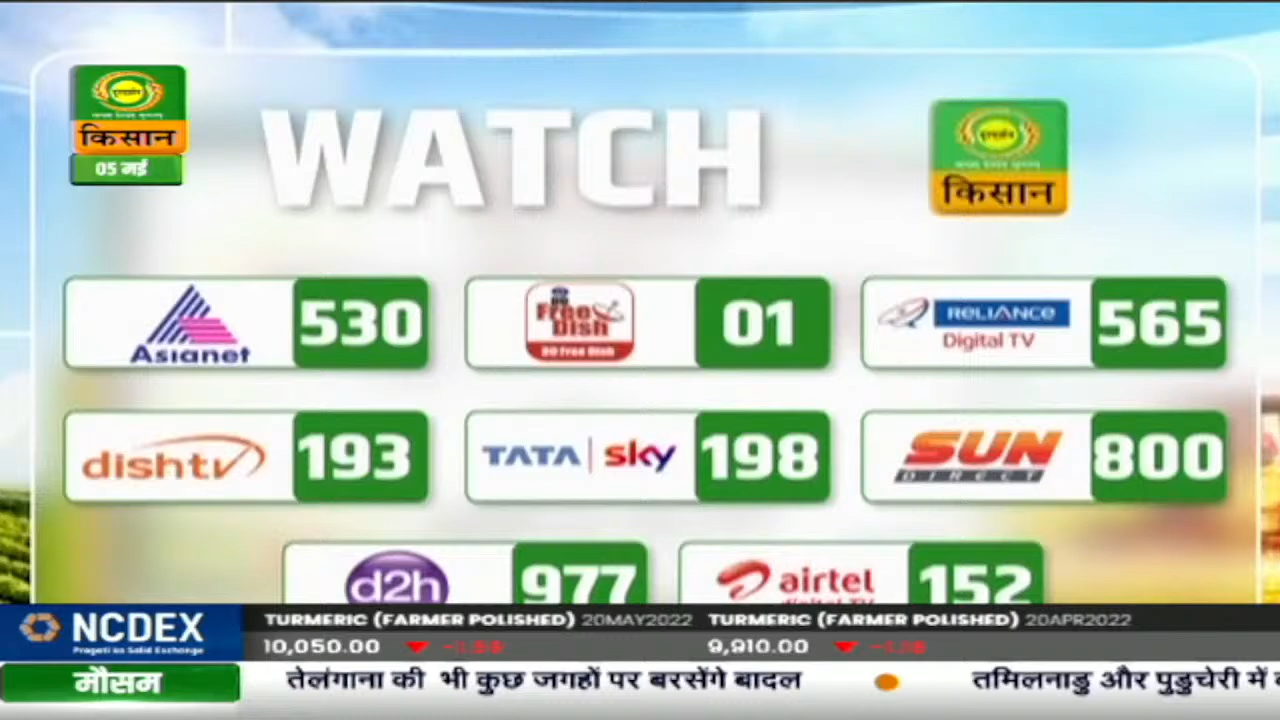 किसान
05 मई
WATCH
किसान
Asianet 530
Free Dish
DD Free Dish
01
RELIANCE
Digital TV
565
dishtv 193
TATA sky 198
SUN
DIRECT
800
d2h 977
airtel
digital TV
152
NCDEX
TURMERIC (FARMER POLISHED) 20MAY2022 TURMERIC (FARMER POLISHED) 20APR2022
10,050.00 9,910.00
मौसम
तेलंगाना की भी कुछ जगहों पर बरसेंगे बादल तमिलनाडु और पुडुचेरी में